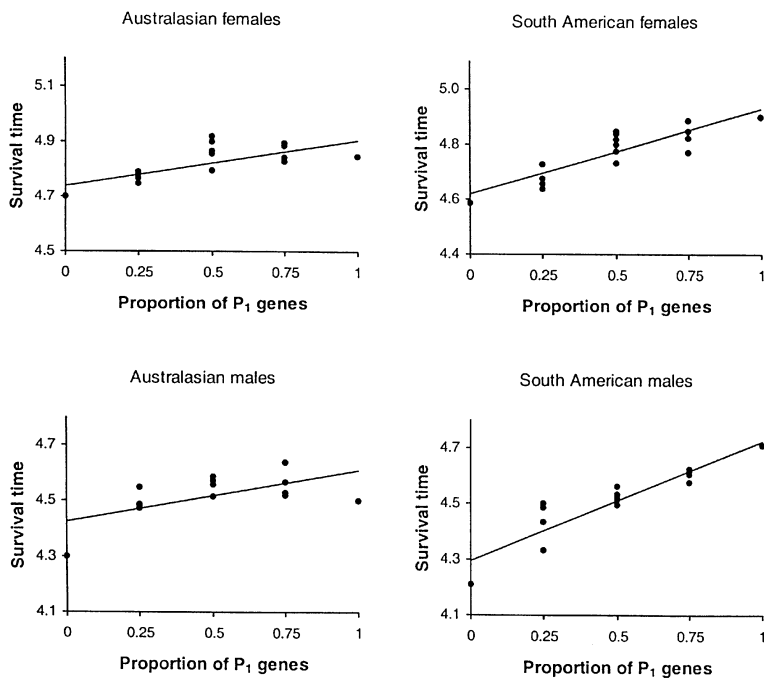 Australasian females
Survival time
5.1
4.9
4.7
4.5
0 0.25 0.5 0.75 1
Proportion of P₁ genes
South American females
Survival time
5.0
4.8
4.6
4.4
0 0.25 0.5 0.75 1
Proportion of P₁ genes
Australasian males
Survival time
4.7
4.5
4.3
4.1
0 0.25 0.5 0.75 1
Proportion of P₁ genes
South American males
Survival time
4.7
4.5
4.3
4.1
0 0.25 0.5 0.75 1
Proportion of P₁ genes